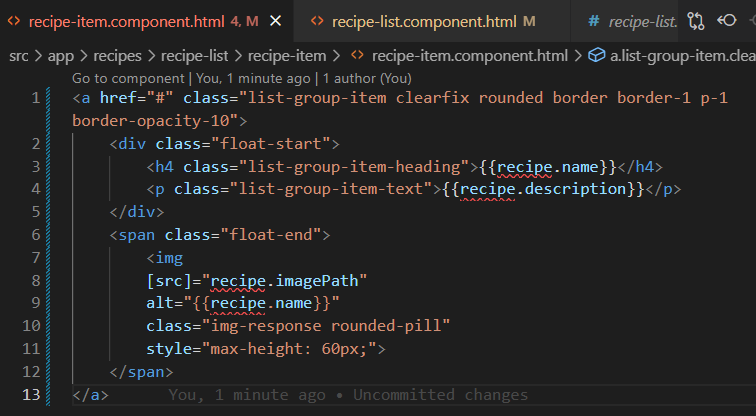 recipe-item.component.html 4, M recipe-list.component.html M # recipe-list.
src > app > recipes > recipe-list > recipe-item > recipe-item.component.html > a.list-group-item.clea
Go to component | You, 1 minute ago | 1 author (You)
1 <a href="#" class="list-group-item clearfix rounded border border-1 p-1
border-opacity-10">
2 <div class="float-start">
3 <h4 class="list-group-item-heading">{{recipe.name}}</h4>
4 <p class="list-group-item-text">{{recipe.description}}</p>
5 </div>
6 <span class="float-end">
7 <img
8 [src]="recipe.imagePath"
9 alt="{{recipe.name}}"
10 class="img-response rounded-pill"
11 style="max-height: 60px;">
12 </span>
13 </a> You, 1 minute ago • Uncommitted changes